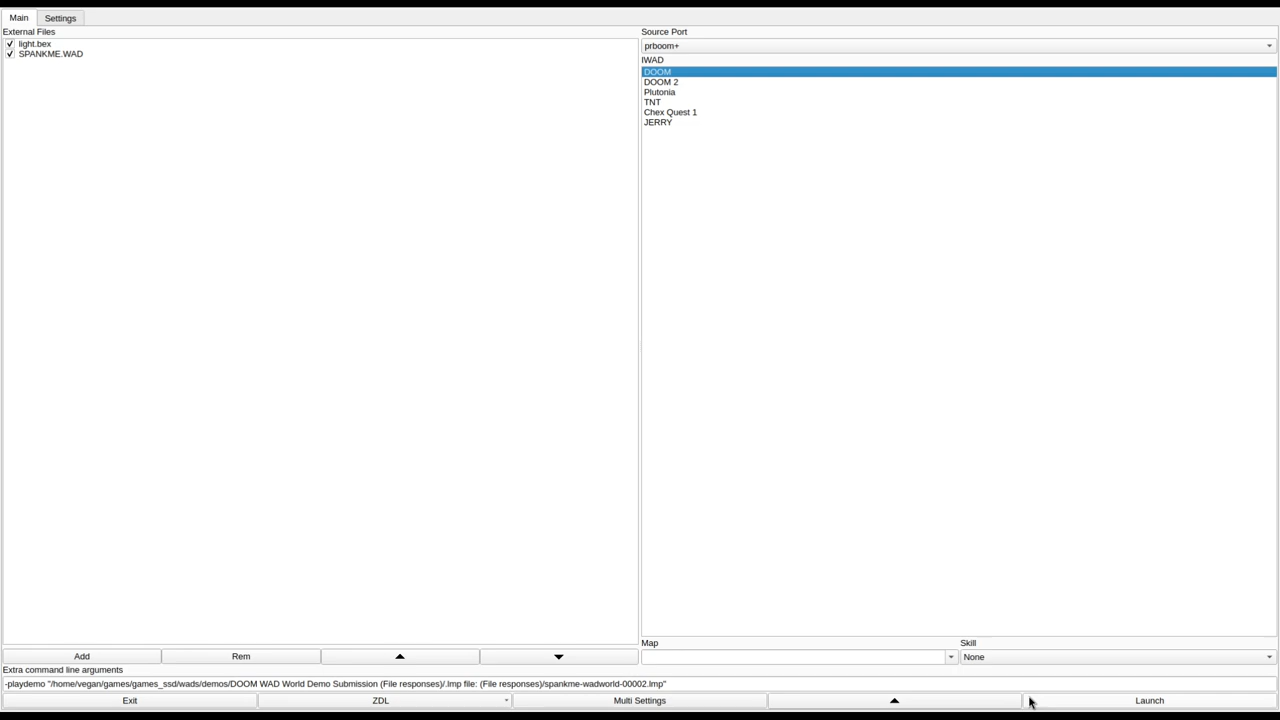 Main Settings
External Files
light.bex
SPANKME.WAD
Source Port
prboom+
IWAD
DOOM
DOOM 2
Plutonia
TNT
Chex Quest 1
JERRY
Map Skill
None
Add Rem
Extra command line arguments
-playdemo "/home/vegan/games/games_ssd/wads/demos/DOOM WAD World Demo Submission (File responses)/.lmp file: (File responses)/spankme-wadworld-00002.lmp"
Exit ZDL Multi Settings Launch